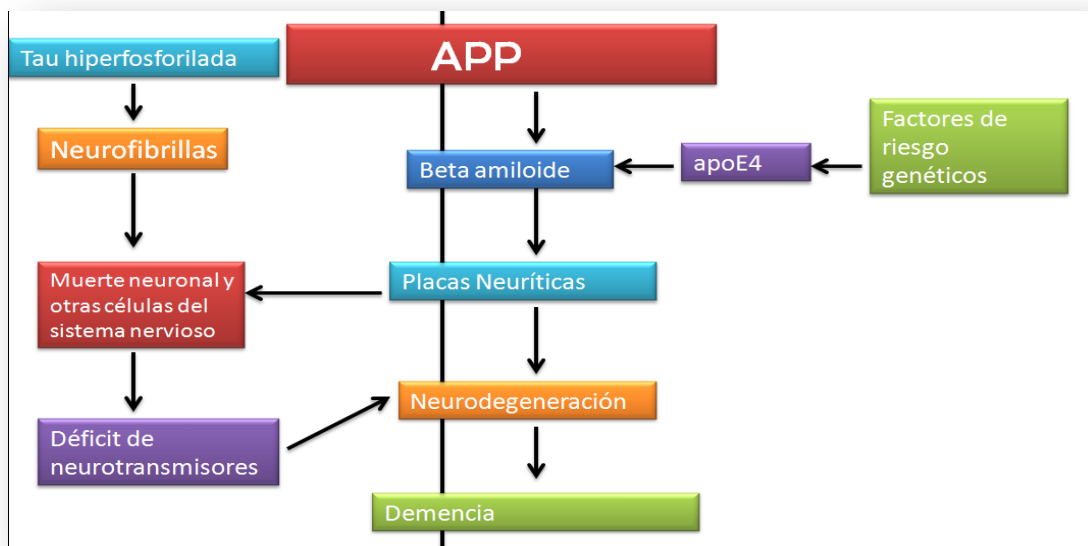 Tau hiperfosforilada
APP
Neurofibrillas
Beta amiloide
apoE4
Factores de
riesgo
genéticos
Muerte neuronal y
otras células del
sistema nervioso
Placas Neuríticas
Déficit de
neurotransmisores
Neurodegeneración
Demencia